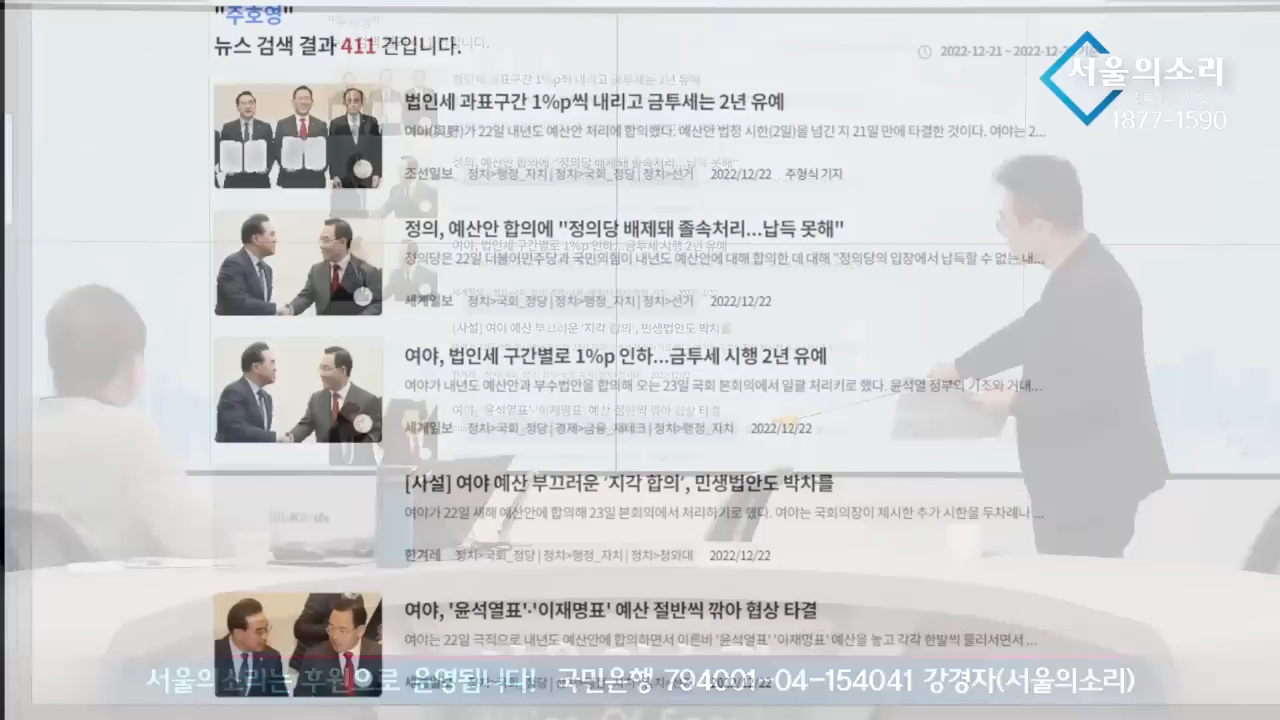 "주호영"
뉴스 검색 결과 411 건입니다.
2022-12-21 ~ 2022-12-
서울의소리
1877-1590
법인세 과표구간 1%p씩 내리고 금투세는 2년 유예
여야(與野)가 22일 내년도 예산안 처리에 합의했다. 예산안 법정 시한(2일)을 넘긴 지 21일 만에 타결한 것이다. 여야는 2...
조선일보 정치>행정_자치 | 정치>국회_정당 | 정치>선거 2022/12/22 주형식 기자
정의, 예산안 합의에 "정의당 배제돼 졸속처리...납득 못해"
정의당은 22일 더불어민주당과 국민의힘이 내년도 예산안에 대해 합의한 데 대해 "정의당의 입장에서 납득할 수 없는 내...
세계일보 정치>국회_정당 | 정치>행정_자치 | 정치>선거 2022/12/22
여야, 법인세 구간별로 1%p 인하...금투세 시행 2년 유예
여야가 내년도 예산안과 부수법안을 합의해 오는 23일 국회 본회의에서 일괄 처리키로 했다. 윤석열 정부의 기조와 거대...
세계일보 정치>국회_정당 | 경제>금융_재테크 | 정치>행정_자치 2022/12/22
[사설] 여야 예산 부끄러운 '지각 합의', 민생법안도 박차를
여야가 22일 새해 예산안에 합의해 23일 본회의에서 처리하기로 했다. 여야는 국회의장이 제시한 추가 시한을 두차례나 ...
한겨레 정치>국회_정당 | 정치>행정_자치 | 정치>청와대 2022/12/22
여야, '윤석열표'·'이재명표' 예산 절반씩 깎아 협상 타결
여야는 22일 극적으로 내년도 예산안에 합의하면서 이른바 '윤석열표' '이재명표' 예산을 놓고 각각 한발씩 물러서면서 ...
서울의소리는 후원으로 운영됩니다! 국민은행 794001-04-154041 강경자(서울의소리)